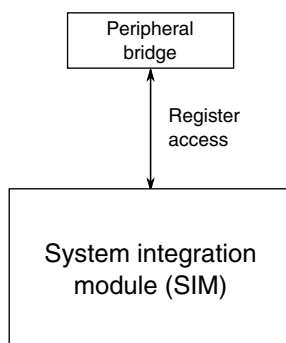 Peripheral
bridge
Register
access
System integration
module (SIM)